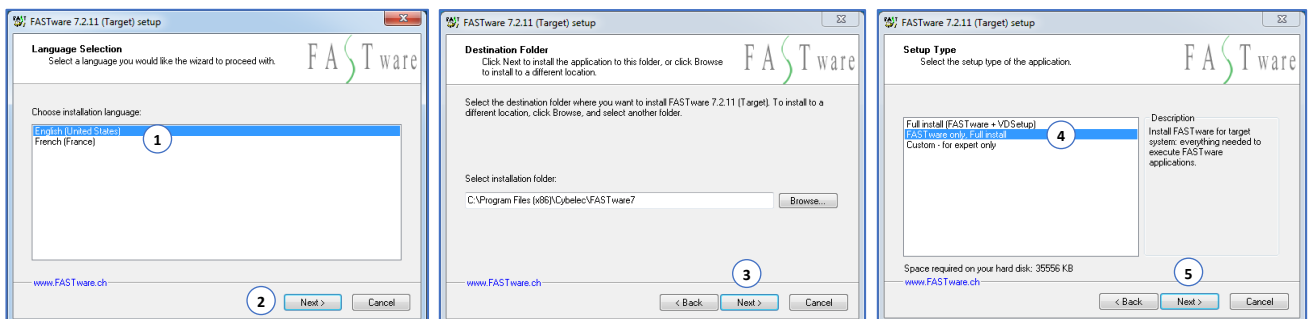 FASTware 7.2.11 (Target) setup
Language Selection
Select a language you would like the wizard to proceed with.
FASTware
Choose installation language:
English (United States)
1
French (France)
www.FASTware.ch
2
Next >
Cancel
FASTware 7.2.11 (Target) setup
Destination Folder
Click Next to install the application to this folder, or click Browse
to install to a different location.
FASTware
Select the destination folder where you want to install FASTware 7.2.11 (Target). To install to a
different location, click Browse, and select another folder.
Select installation folder:
C:\Program Files (x86)\Cybelec\FASTware7
Browse...
3
www.FASTware.ch
< Back
Next >
Cancel
FASTware 7.2.11 (Target) setup
Setup Type
Select the setup type of the application.
FASTware
Full install (FASTware + VDSetup)
FASTware only, Full install
4
Custom - for expert only
Description
Install FASTware for target
system: everything needed to
execute FASTware
applications.
Space required on your hard disk: 35556 KB
5
www.FASTware.ch
< Back
Next >
Cancel